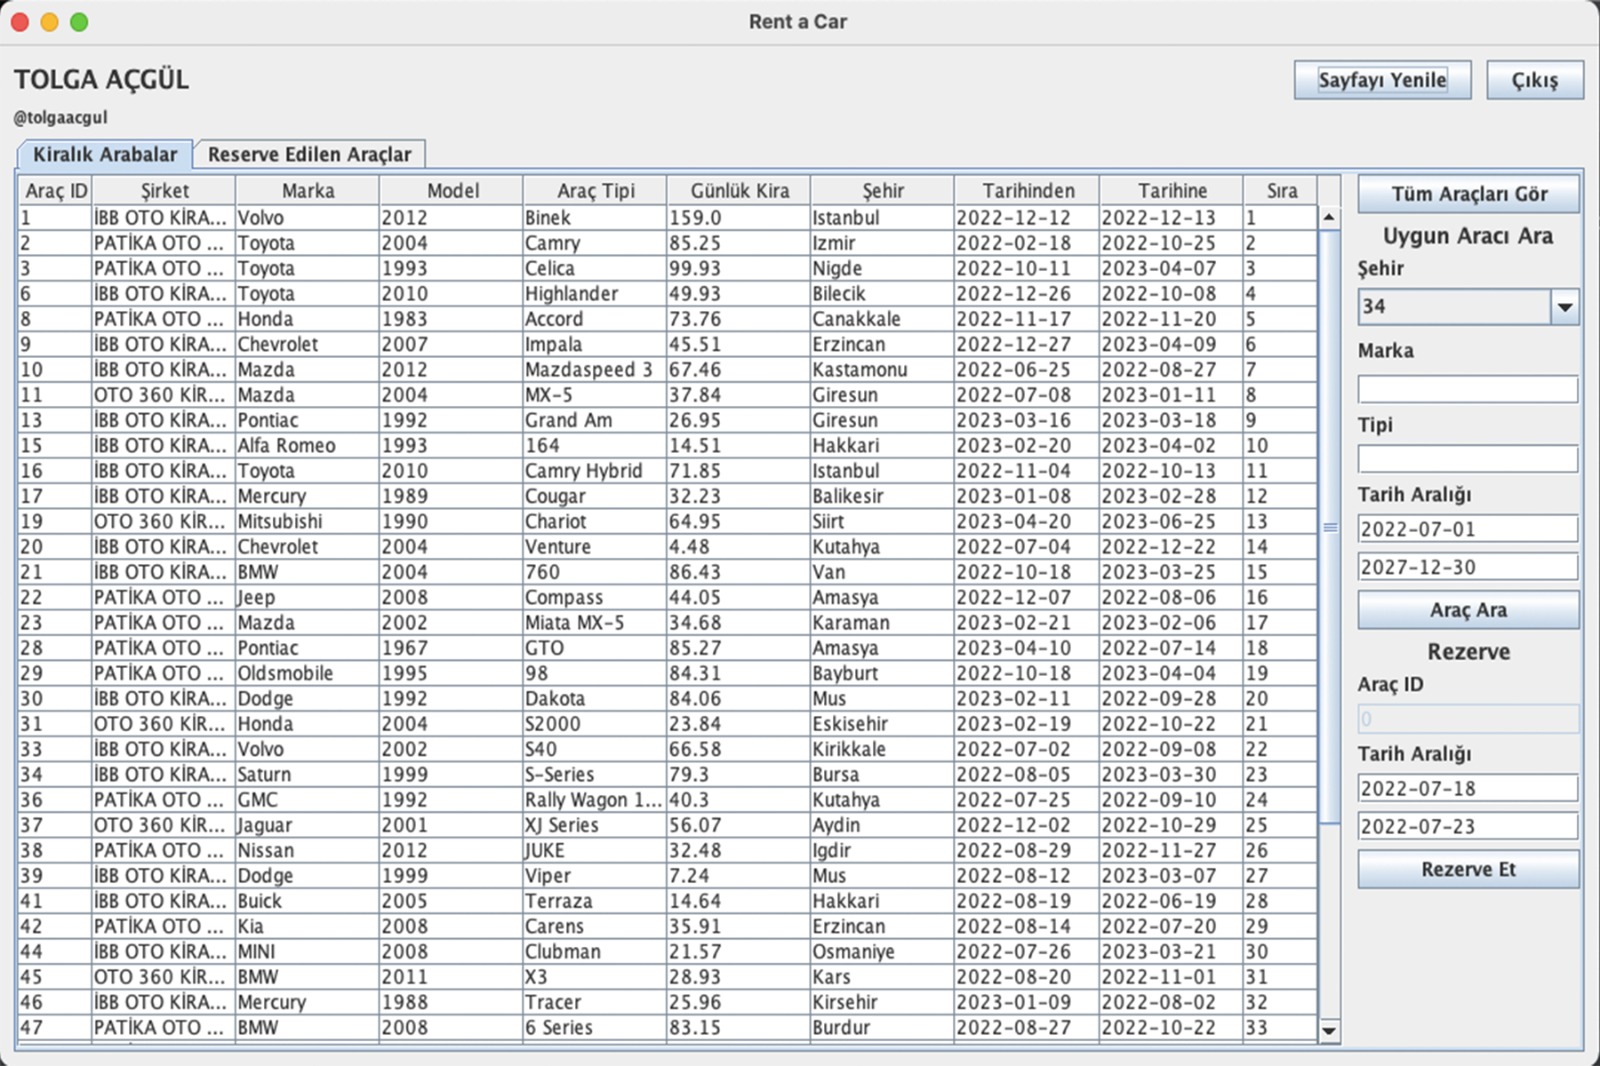 Rent a Car
TOLGA AÇGÜL
Sayfayı Yenile Çıkış
@tolgaacgul
Kiralık Arabalar Reserve Edilen Araçlar
Araç ID Şirket Marka Model Araç Tipi Günlük Kira Şehir Tarihinden Tarihine Sıra
1 İBB OTO KİRA... Volvo 2012 Binek 159.0 Istanbul 2022-12-12 2022-12-13 1
2 PATİKA OTO ... Toyota 2004 Camry 85.25 Izmir 2022-02-18 2022-10-25 2
3 PATİKA OTO ... Toyota 1993 Celica 99.93 Nigde 2022-10-11 2023-04-07 3
6 İBB OTO KİRA... Toyota 2010 Highlander 49.93 Bilecik 2022-12-26 2022-10-08 4
8 PATİKA OTO ... Honda 1983 Accord 73.76 Canakkale 2022-11-17 2022-11-20 5
9 İBB OTO KİRA... Chevrolet 2007 Impala 45.51 Erzincan 2022-12-27 2023-04-09 6
10 İBB OTO KİRA... Mazda 2012 Mazdaspeed 3 67.46 Kastamonu 2022-06-25 2022-08-27 7
11 OTO 360 KİR... Mazda 2004 MX-5 37.84 Giresun 2022-07-08 2023-01-11 8
13 İBB OTO KİRA... Pontiac 1992 Grand Am 26.95 Giresun 2023-03-16 2023-03-18 9
15 İBB OTO KİRA... Alfa Romeo 1993 164 14.51 Hakkari 2023-02-20 2023-04-02 10
16 İBB OTO KİRA... Toyota 2010 Camry Hybrid 71.85 Istanbul 2022-11-04 2022-10-13 11
17 İBB OTO KİRA... Mercury 1989 Cougar 32.23 Balikesir 2023-01-08 2023-02-28 12
19 OTO 360 KİR... Mitsubishi 1990 Chariot 64.95 Siirt 2023-04-20 2023-06-25 13
20 İBB OTO KİRA... Chevrolet 2004 Venture 4.48 Kutahya 2022-07-04 2022-12-22 14
21 İBB OTO KİRA... BMW 2004 760 86.43 Van 2022-10-18 2023-03-25 15
22 PATİKA OTO ... Jeep 2008 Compass 44.05 Amasya 2022-12-07 2022-08-06 16
23 PATİKA OTO ... Mazda 2002 Miata MX-5 34.68 Karaman 2023-02-21 2023-02-06 17
28 PATİKA OTO ... Pontiac 1967 GTO 85.27 Amasya 2023-04-10 2022-07-14 18
29 PATİKA OTO ... Oldsmobile 1995 98 84.31 Bayburt 2022-10-18 2023-04-04 19
30 İBB OTO KİRA... Dodge 1992 Dakota 84.06 Mus 2023-02-11 2022-09-28 20
31 OTO 360 KİR... Honda 2004 S2000 23.84 Eskisehir 2023-02-19 2022-10-22 21
33 İBB OTO KİRA... Volvo 2002 S40 66.58 Kirikkale 2022-07-02 2022-09-08 22
34 İBB OTO KİRA... Saturn 1999 S-Series 79.3 Bursa 2022-08-05 2023-03-30 23
36 PATİKA OTO ... GMC 1992 Rally Wagon 1... 40.3 Kutahya 2022-07-25 2022-09-10 24
37 OTO 360 KİR... Jaguar 2001 XJ Series 56.07 Aydin 2022-12-02 2022-10-29 25
38 PATİKA OTO ... Nissan 2012 JUKE 32.48 Igdir 2022-08-29 2022-11-27 26
39 İBB OTO KİRA... Dodge 1999 Viper 7.24 Mus 2022-08-12 2023-03-07 27
41 İBB OTO KİRA... Buick 2005 Terraza 14.64 Hakkari 2022-08-19 2022-06-19 28
42 PATİKA OTO ... Kia 2008 Carens 35.91 Erzincan 2022-08-14 2022-07-20 29
44 İBB OTO KİRA... MINI 2008 Clubman 21.57 Osmaniye 2022-07-26 2023-03-21 30
45 OTO 360 KİR... BMW 2011 X3 28.93 Kars 2022-08-20 2022-11-01 31
46 İBB OTO KİRA... Mercury 1988 Tracer 25.96 Kirsehir 2023-01-09 2022-08-02 32
47 PATİKA OTO ... BMW 2008 6 Series 83.15 Burdur 2022-08-27 2022-10-22 33
Tüm Araçları Gör
Uygun Aracı Ara
Şehir
34
Marka
Tipi
Tarih Aralığı
2022-07-01
2027-12-30
Araç Ara
Rezerve
Araç ID
0
Tarih Aralığı
2022-07-18
2022-07-23
Rezerve Et